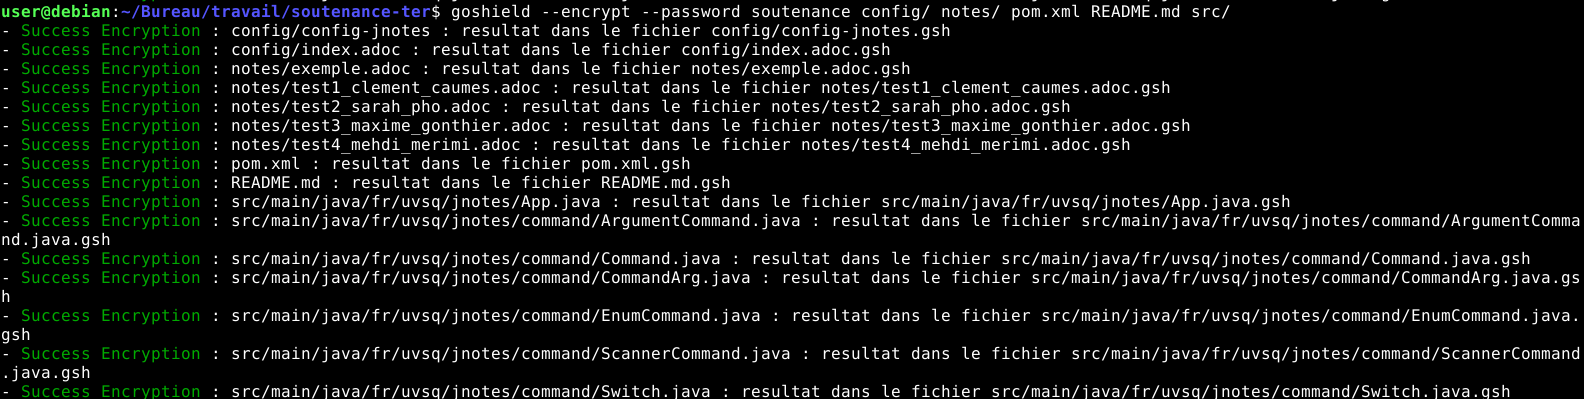 user@debian:~/Bureau/travail/soutenance-ter$ goshield --encrypt --password soutenance config/ notes/ pom.xml README.md src/
- Success Encryption : config/config-jnotes : resultat dans le fichier config/config-jnotes.gsh
- Success Encryption : config/index.adoc : resultat dans le fichier config/index.adoc.gsh
- Success Encryption : notes/exemple.adoc : resultat dans le fichier notes/exemple.adoc.gsh
- Success Encryption : notes/test1_clement_caumes.adoc : resultat dans le fichier notes/test1_clement_caumes.adoc.gsh
- Success Encryption : notes/test2_sarah_pho.adoc : resultat dans le fichier notes/test2_sarah_pho.adoc.gsh
- Success Encryption : notes/test3_maxime_gonthier.adoc : resultat dans le fichier notes/test3_maxime_gonthier.adoc.gsh
- Success Encryption : notes/test4_mehdi_merimi.adoc : resultat dans le fichier notes/test4_mehdi_merimi.adoc.gsh
- Success Encryption : pom.xml : resultat dans le fichier pom.xml.gsh
- Success Encryption : README.md : resultat dans le fichier README.md.gsh
- Success Encryption : src/main/java/fr/uvsq/jnotes/App.java : resultat dans le fichier src/main/java/fr/uvsq/jnotes/App.java.gsh
- Success Encryption : src/main/java/fr/uvsq/jnotes/command/ArgumentCommand.java : resultat dans le fichier src/main/java/fr/uvsq/jnotes/command/ArgumentComma
nd.java.gsh
- Success Encryption : src/main/java/fr/uvsq/jnotes/command/Command.java : resultat dans le fichier src/main/java/fr/uvsq/jnotes/command/Command.java.gsh
- Success Encryption : src/main/java/fr/uvsq/jnotes/command/CommandArg.java : resultat dans le fichier src/main/java/fr/uvsq/jnotes/command/CommandArg.java.gs
h
- Success Encryption : src/main/java/fr/uvsq/jnotes/command/EnumCommand.java : resultat dans le fichier src/main/java/fr/uvsq/jnotes/command/EnumCommand.java.
gsh
- Success Encryption : src/main/java/fr/uvsq/jnotes/command/ScannerCommand.java : resultat dans le fichier src/main/java/fr/uvsq/jnotes/command/ScannerCommand
.java.gsh
- Success Encryption : src/main/java/fr/uvsq/jnotes/command/Switch.java : resultat dans le fichier src/main/java/fr/uvsq/jnotes/command/Switch.java.gsh